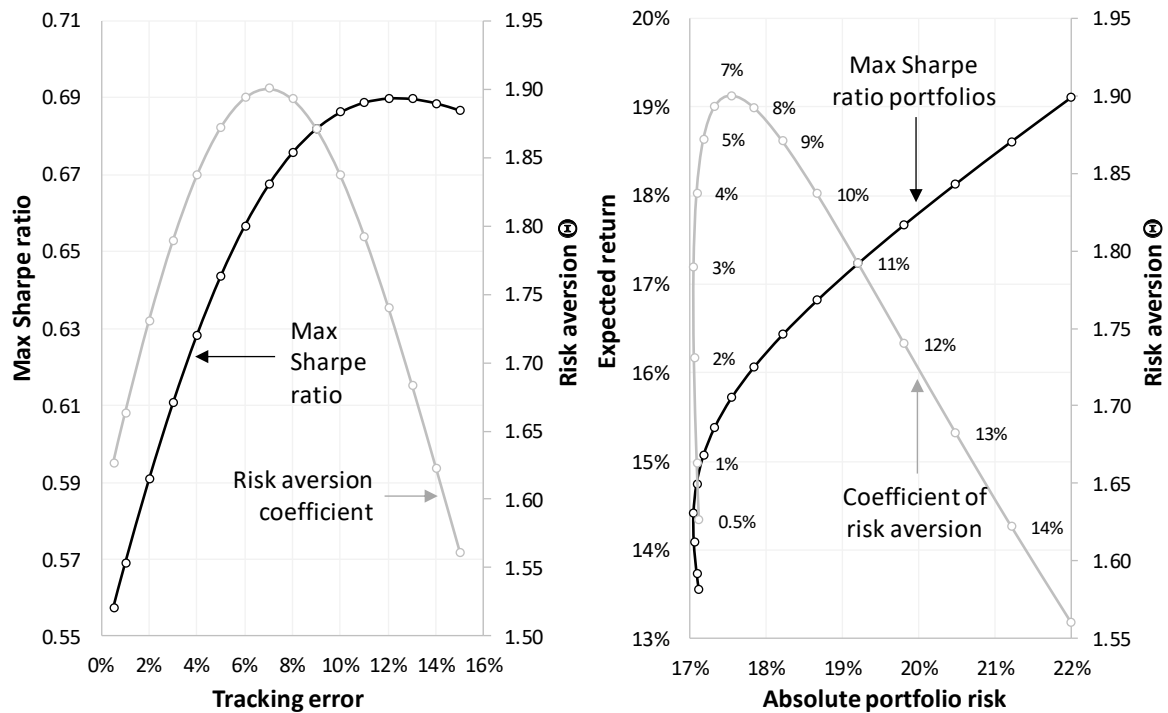 0.71
0.69
0.67
0.65
0.63
0.61
0.59
0.57
0.55
Max Sharpe ratio
1.95
1.90
1.85
1.80
1.75
1.70
1.65
1.60
1.55
1.50
Risk aversion Θ
Max
Sharpe
ratio
Risk aversion
coefficient
0% 2% 4% 6% 8% 10% 12% 14% 16%
Tracking error
20%
19%
18%
17%
16%
15%
14%
13%
Expected return
1.95
1.90
1.85
1.80
1.75
1.70
1.65
1.60
1.55
Risk aversion Θ
7%
Max Sharpe
ratio portfolios
8%
5%
9%
4%
10%
3%
11%
2%
12%
13%
1%
Coefficient of
risk aversion
0.5%
14%
17% 18% 19% 20% 21% 22%
Absolute portfolio risk